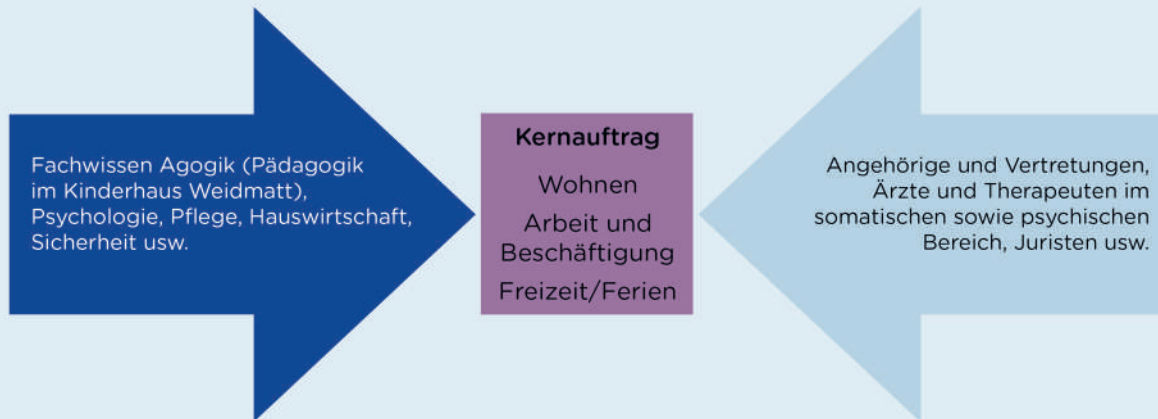 Fachwissen Agogik (Pädagogik
im Kinderhaus Weidmatt),
Psychologie, Pflege, Hauswirtschaft,
Sicherheit usw.
Kernauftrag
Wohnen
Arbeit und
Beschäftigung
Freizeit/Ferien
Angehörige und Vertretungen,
Ärzte und Therapeuten im
somatischen sowie psychischen
Bereich, Juristen usw.